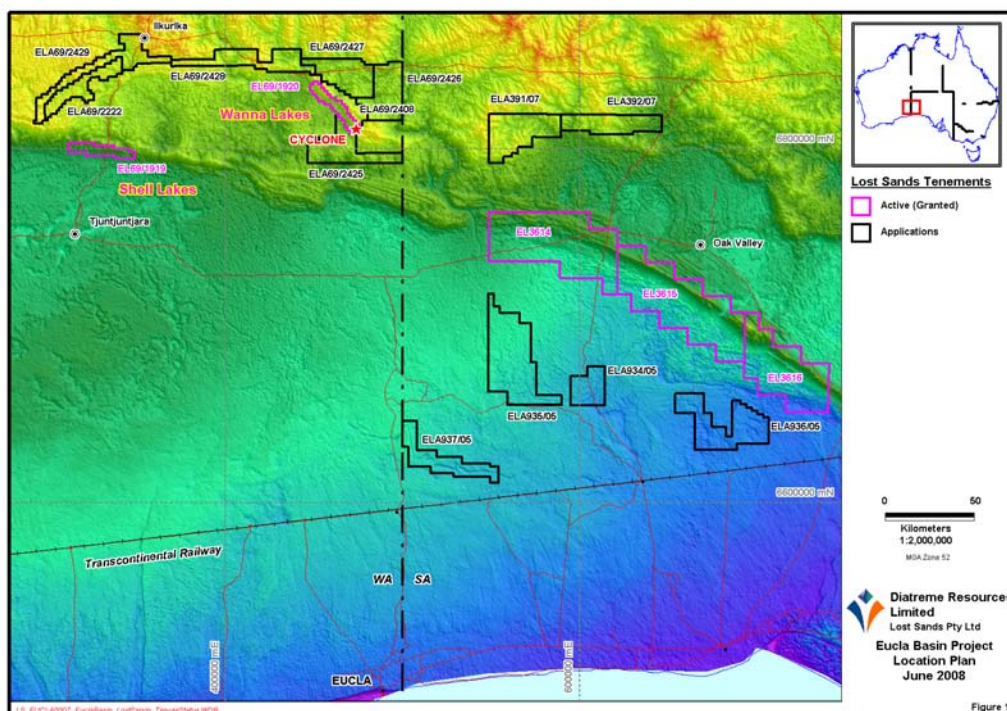 Ilkurlka
ELA69/2429
ELA69/2427
ELA69/2428
ELA69/2426
EL69/1920
ELA69/2222
Wanna Lakes
ELA69/2408
CYCLONE
ELA391/07
ELA392/07
6800000 mN
EL69/1919
ELA69/2425
Shell Lakes
Tjuntjuntjara
EL3614
Oak Valley
EL3615
EL3616
ELA934/05
ELA935/05
ELA936/05
ELA937/05
6600000 mN
Transcontinental Railway
WA SA
400000 mE
600000 mE
EUCLA
Lost Sands Tenements
Active (Granted)
Applications
0 50
Kilometers
1:2,000,000
MGA Zone 52
Diatreme Resources
Limited
Lost Sands Pty Ltd
Eucla Basin Project
Location Plan
June 2008
Figure